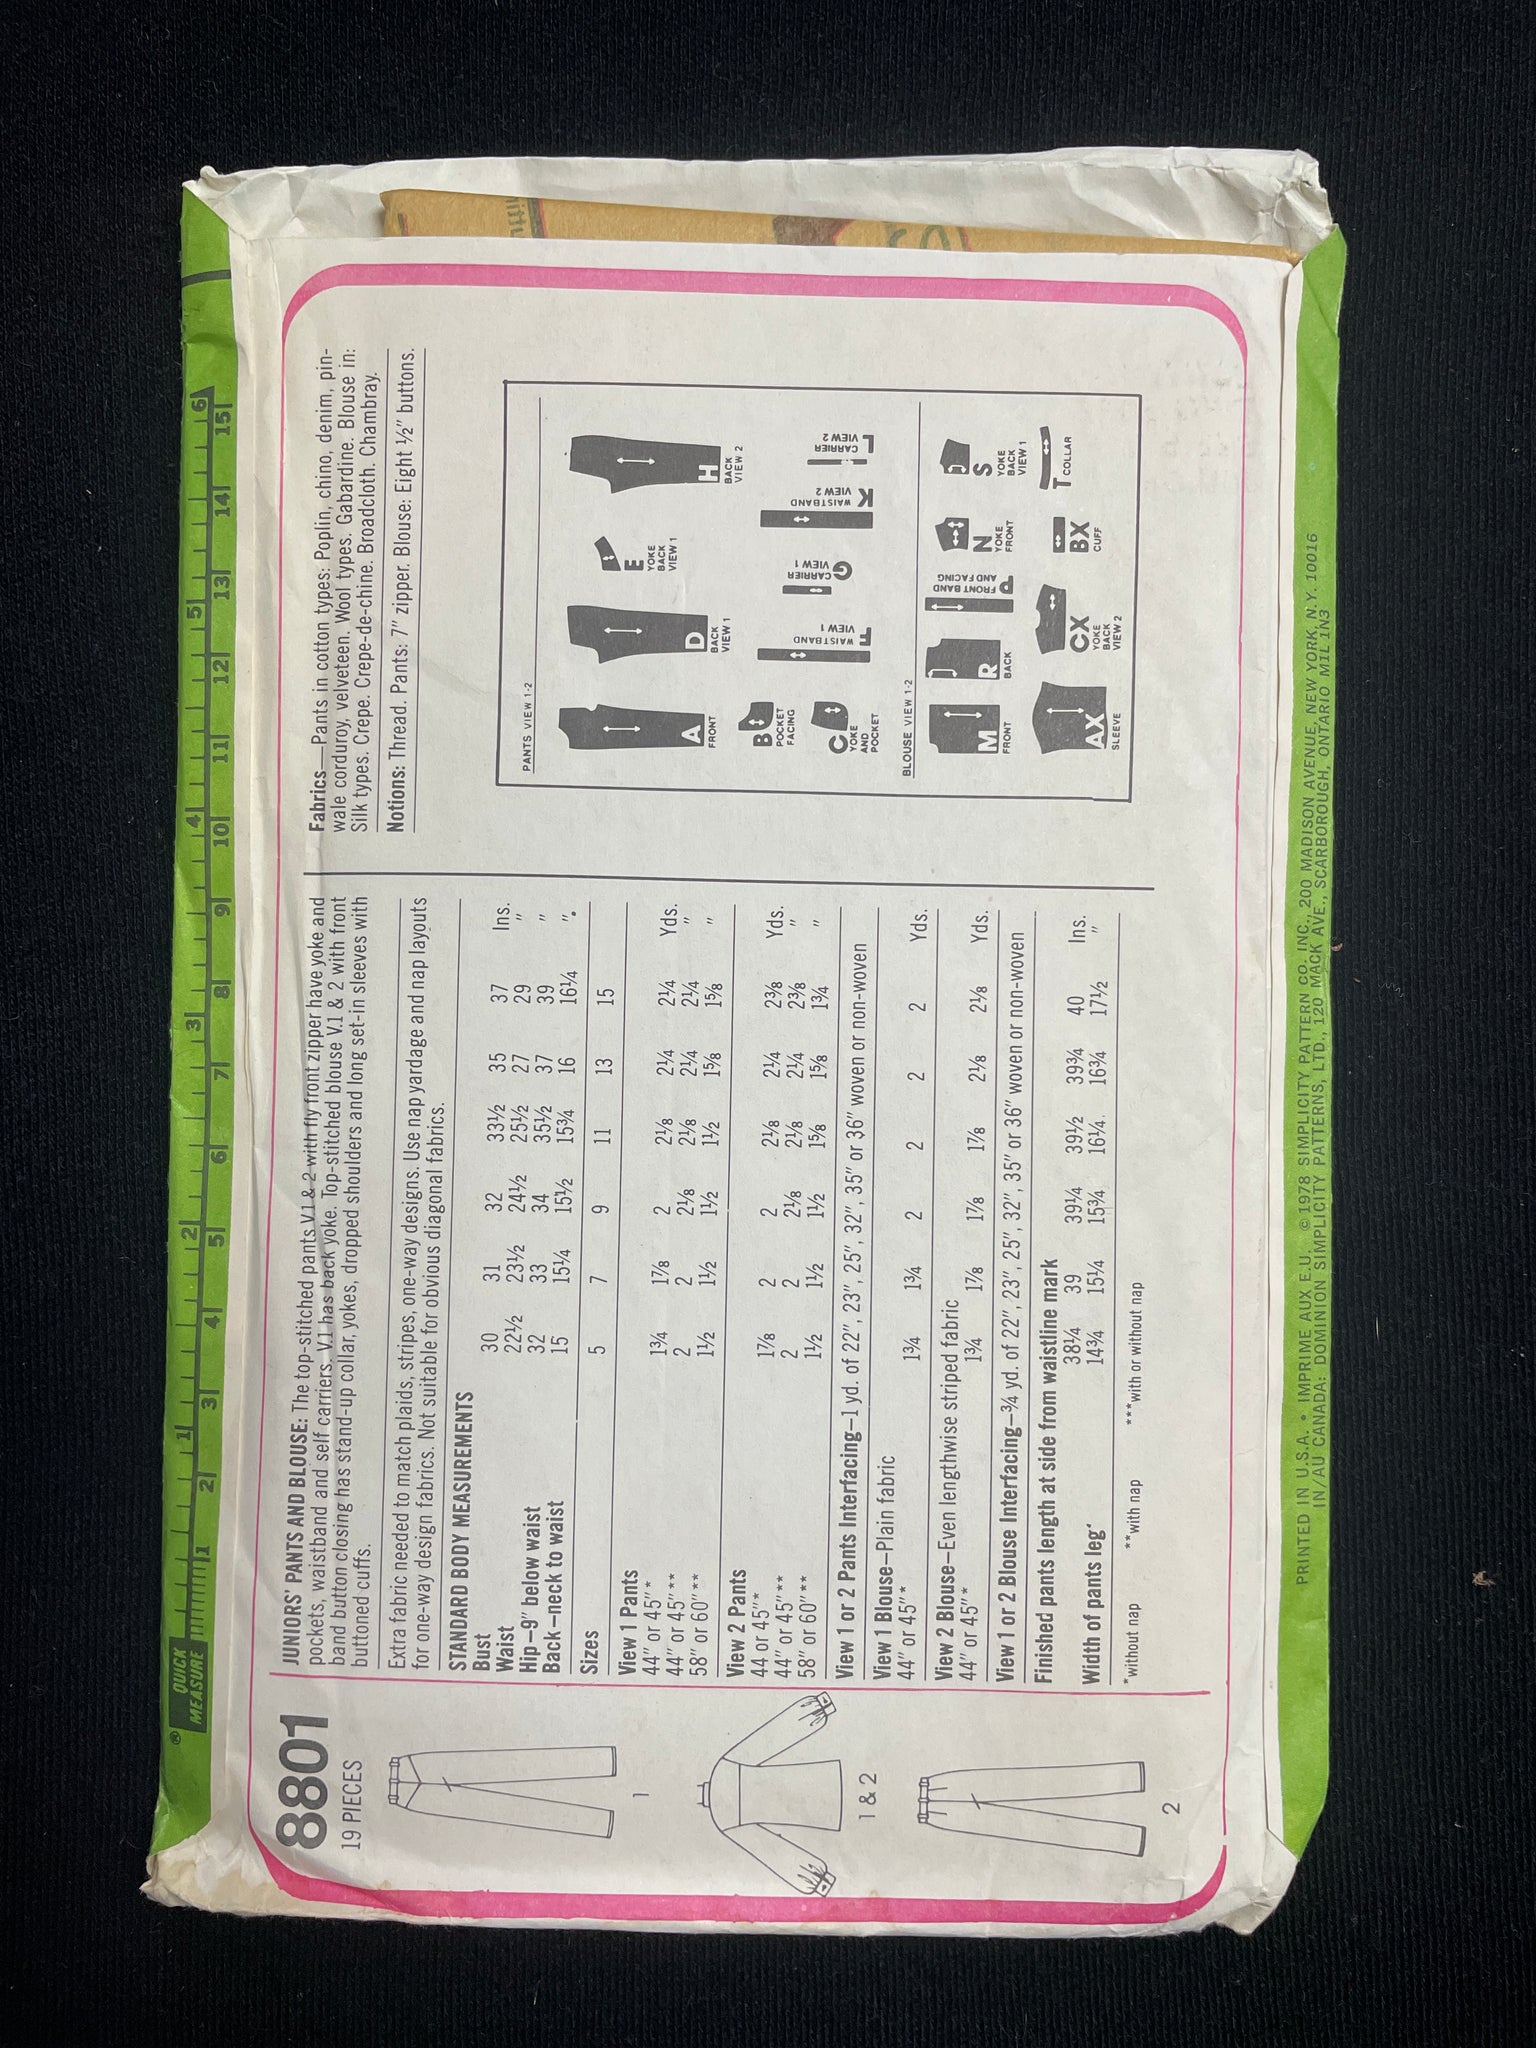 ® QUICK
MEASURE
1 2 3 4 5 6
1 2 3 4 5 6 7 8 9 10 11 12 13 14 15
8801
19 PIECES
1
1 & 2
2
JUNIORS' PANTS AND BLOUSE: The top-stitched pants V.1 & 2 with fly front zipper have yoke and
pockets, waistband and self carriers. V.1 has back yoke. Top-stitched blouse V.1 & 2 with front
band button closing has stand-up collar, yokes, dropped shoulders and long set-in sleeves with
buttoned cuffs.
Extra fabric needed to match plaids, stripes, one-way designs. Use nap yardage and nap layouts
for one-way design fabrics. Not suitable for obvious diagonal fabrics.
STANDARD BODY MEASUREMENTS
Bust 30 31 32 33½ 35 37 Ins.
Waist 22½ 23½ 24½ 25½ 27 29 "
Hip—9" below waist 32 33 34 35½ 37 39 "
Back—neck to waist 15 15¼ 15½ 15¾ 16 16¼ ".
Sizes 5 7 9 11 13 15
View 1 Pants
44" or 45"* 1¾ 1⅞ 2 2⅛ 2¼ 2¼ Yds.
44" or 45"** 2 2 2⅛ 2⅛ 2¼ 2¼ "
58" or 60"** 1½ 1½ 1½ 1½ 1⅝ 1⅝ "
View 2 Pants
44 or 45"* 1⅞ 2 2 2⅛ 2¼ 2⅜ Yds.
44" or 45"** 2 2 2⅛ 2⅛ 2¼ 2⅜ "
58" or 60"** 1½ 1½ 1½ 1⅝ 1⅝ 1¾ "
View 1 or 2 Pants Interfacing—1 yd. of 22", 23", 25", 32", 35" or 36" woven or non-woven
View 1 Blouse—Plain fabric
44" or 45"* 1¾ 1¾ 2 2 2 2 Yds.
View 2 Blouse—Even lengthwise striped fabric
44" or 45"* 1¾ 1⅞ 1⅞ 1⅞ 2⅛ 2⅛ Yds.
View 1 or 2 Blouse Interfacing—¾ yd. of 22", 23", 25", 32", 35" or 36" woven or non-woven
Finished pants length at side from waistline mark
38¼ 39 39¼ 39½ 39¾ 40 Ins.
Width of pants leg* 14¾ 15¼ 15¾ 16¼. 16¾ 17½ "
*without nap **with nap ***with or without nap
Fabrics—Pants in cotton types: Poplin, chino, denim, pin-
wale corduroy, velveteen. Wool types. Gabardine. Blouse in:
Silk types. Crepe. Crepe-de-chine. Broadcloth. Chambray.
Notions: Thread. Pants: 7" zipper. Blouse: Eight ½" buttons.
PANTS VIEW 1-2
A
FRONT
D
BACK
VIEW 1
E
YOKE
BACK
VIEW 1
H
BACK
VIEW 2
B
POCKET
FACING
C
YOKE
AND
POCKET
F
WAISTBAND
VIEW 1
G
CARRIER
VIEW 1
K
WAISTBAND
VIEW 2
L
CARRIER
VIEW 2
BLOUSE VIEW 1-2
M
FRONT
R
BACK
P
FRONT BAND
AND FACING
N
YOKE
FRONT
S
YOKE
BACK
VIEW 1
AX
SLEEVE
CX
YOKE
BACK
VIEW 2
BX
CUFF
T
COLLAR
PRINTED IN U.S.A. • IMPRIME AUX E.U. © 1978 SIMPLICITY PATTERN CO. INC., 200 MADISON AVENUE, NEW YORK, N.Y. 10016
IN/AU CANADA: DOMINION SIMPLICITY PATTERNS, LTD., 120 MACK AVE., SCARBOROUGH, ONTARIO M1L 1N3